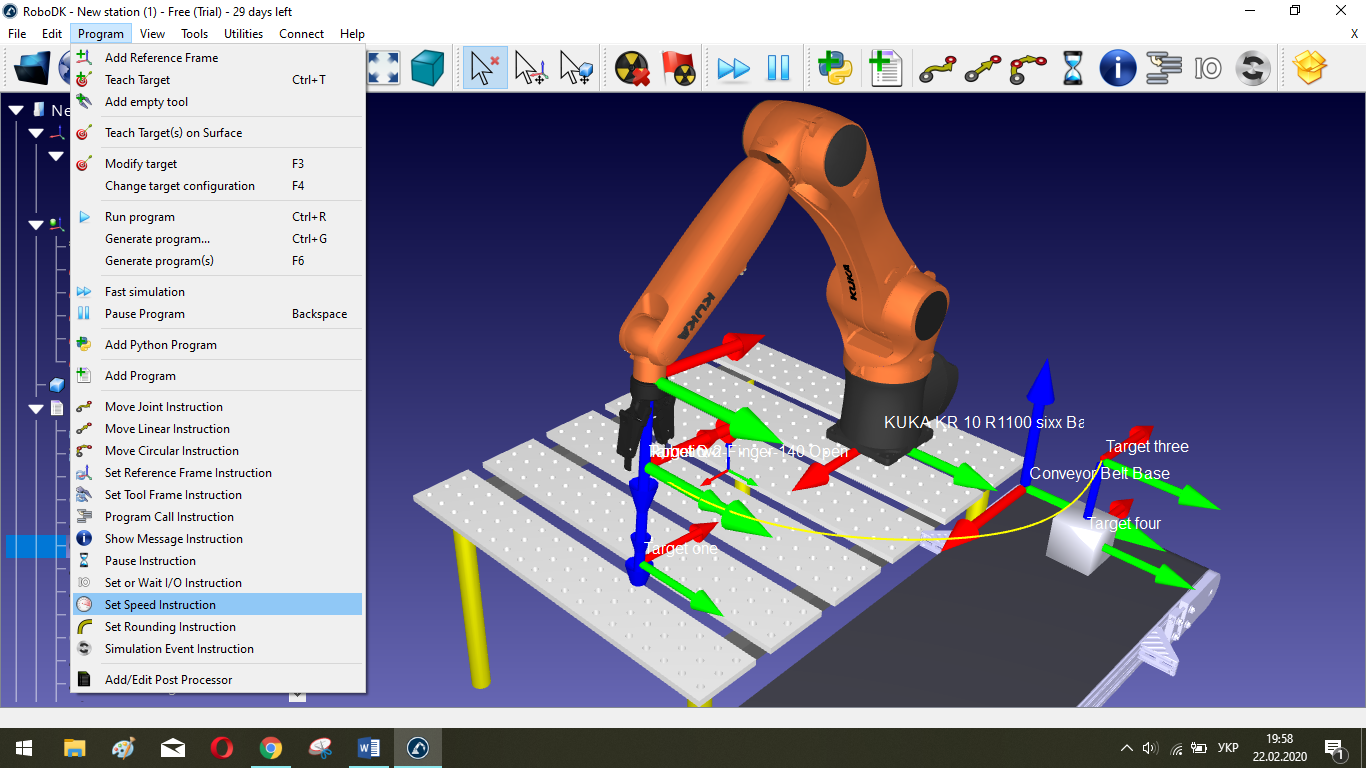 RoboDK - New station (1) - Free (Trial) - 29 days left
File Edit Program View Tools Utilities Connect Help X
Add Reference Frame
Teach Target Ctrl+T
Add empty tool
Teach Target(s) on Surface
Modify target F3
Change target configuration F4
Run program Ctrl+R
Generate program... Ctrl+G
Generate program(s) F6
Fast simulation
Pause Program Backspace
Add Python Program
Add Program
Move Joint Instruction
Move Linear Instruction
Move Circular Instruction
Set Reference Frame Instruction
Set Tool Frame Instruction
Program Call Instruction
Show Message Instruction
Pause Instruction
Set or Wait I/O Instruction
Set Speed Instruction
Set Rounding Instruction
Simulation Event Instruction
Add/Edit Post Processor
Ne
IO
KUKA
KUKA
KUKA KR 10 R1100 sixx Ba
Target three
-Finger-140 Open
Conveyor Belt Base
Target four
Target one
УКР
19:58
22.02.2020
1